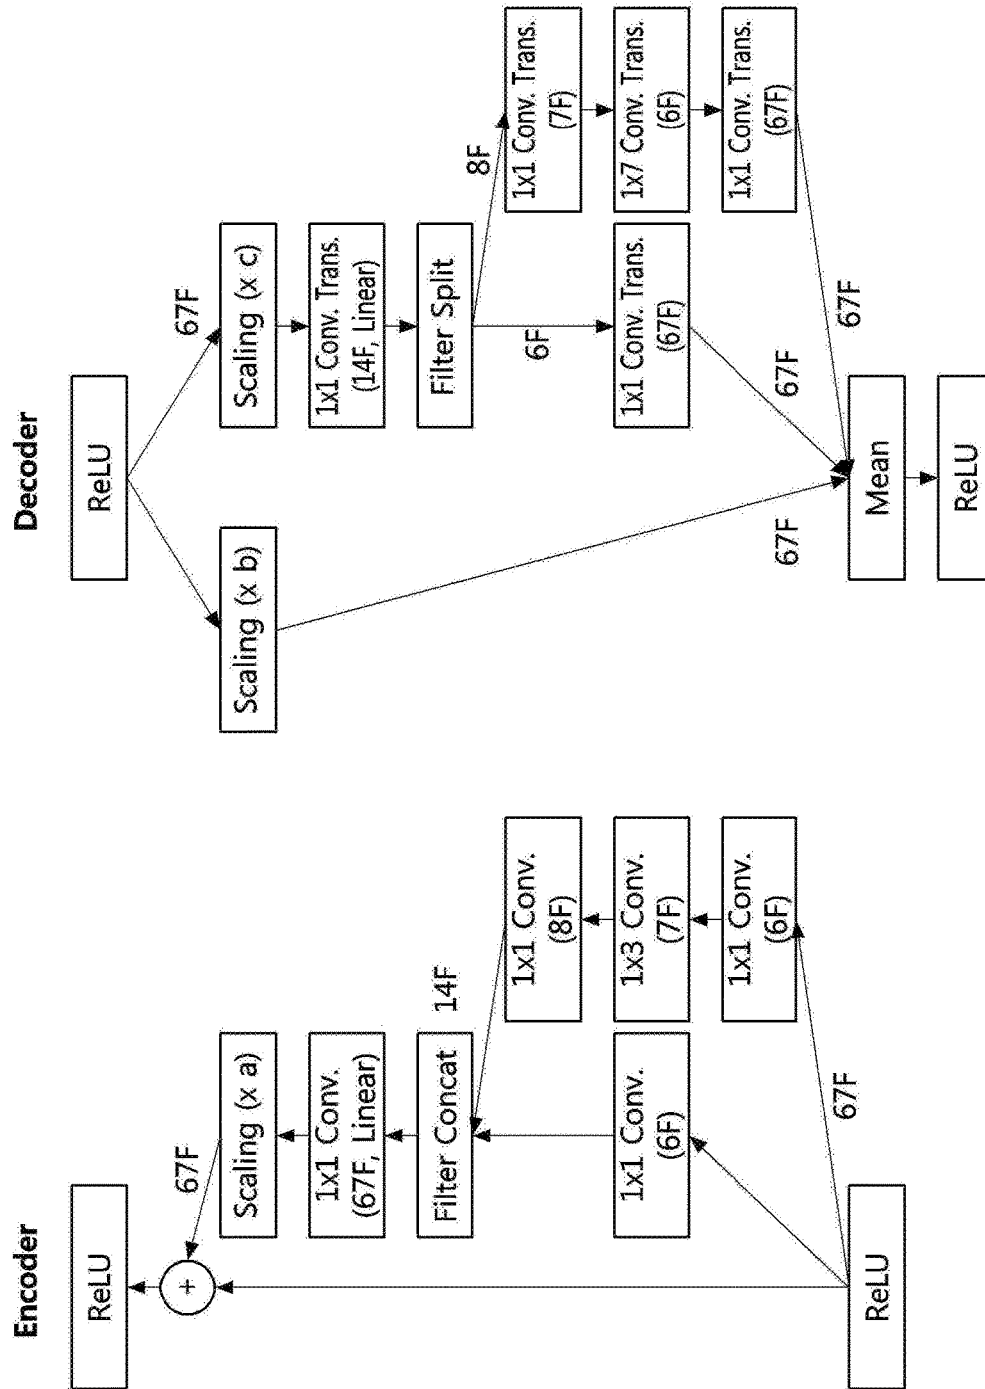 Encoder
ReLU
+
67F
Scaling (x a)
1x1 Conv.
(67F, Linear)
Filter Concat
14F
1x1 Conv.
(8F)
1x3 Conv.
(7F)
1x1 Conv.
(6F)
1x1 Conv.
(6F)
67F
ReLU
Decoder
ReLU
67F
Scaling (x b)
Scaling (x c)
1x1 Conv. Trans.
(14F, Linear)
Filter Split
8F
6F
1x1 Conv. Trans.
(7F)
1x7 Conv. Trans.
(6F)
1x1 Conv. Trans.
(67F)
1x1 Conv. Trans.
(67F)
67F
67F
67F
Mean
ReLU